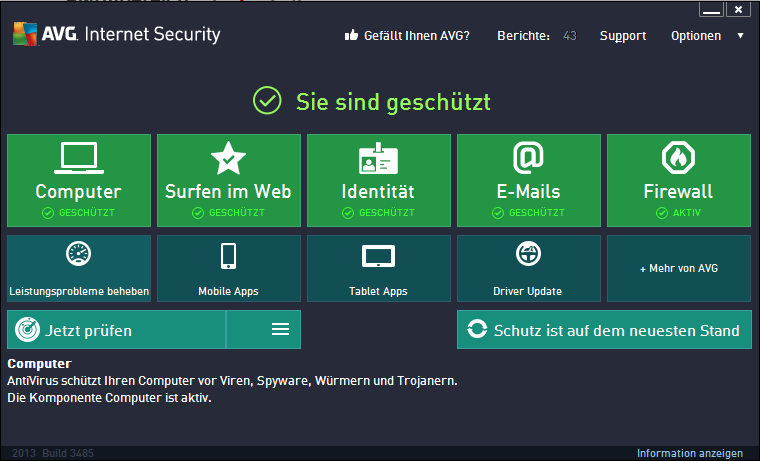 AVG. Internet Security
Gefällt Ihnen AVG? Berichte: 43 Support Optionen
Sie sind geschützt
Computer Surfen im Web Identität E-Mails Firewall
GESCHÜTZT GESCHÜTZT GESCHÜTZT GESCHÜTZT AKTIV
Leistungsprobleme beheben Mobile Apps Tablet Apps Driver Update + Mehr von AVG
Jetzt prüfen Schutz ist auf dem neuesten Stand
Computer
AntiVirus schützt Ihren Computer vor Viren, Spyware, Würmern und Trojanern.
Die Komponente Computer ist aktiv.
2013 Build 3485 Information anzeigen